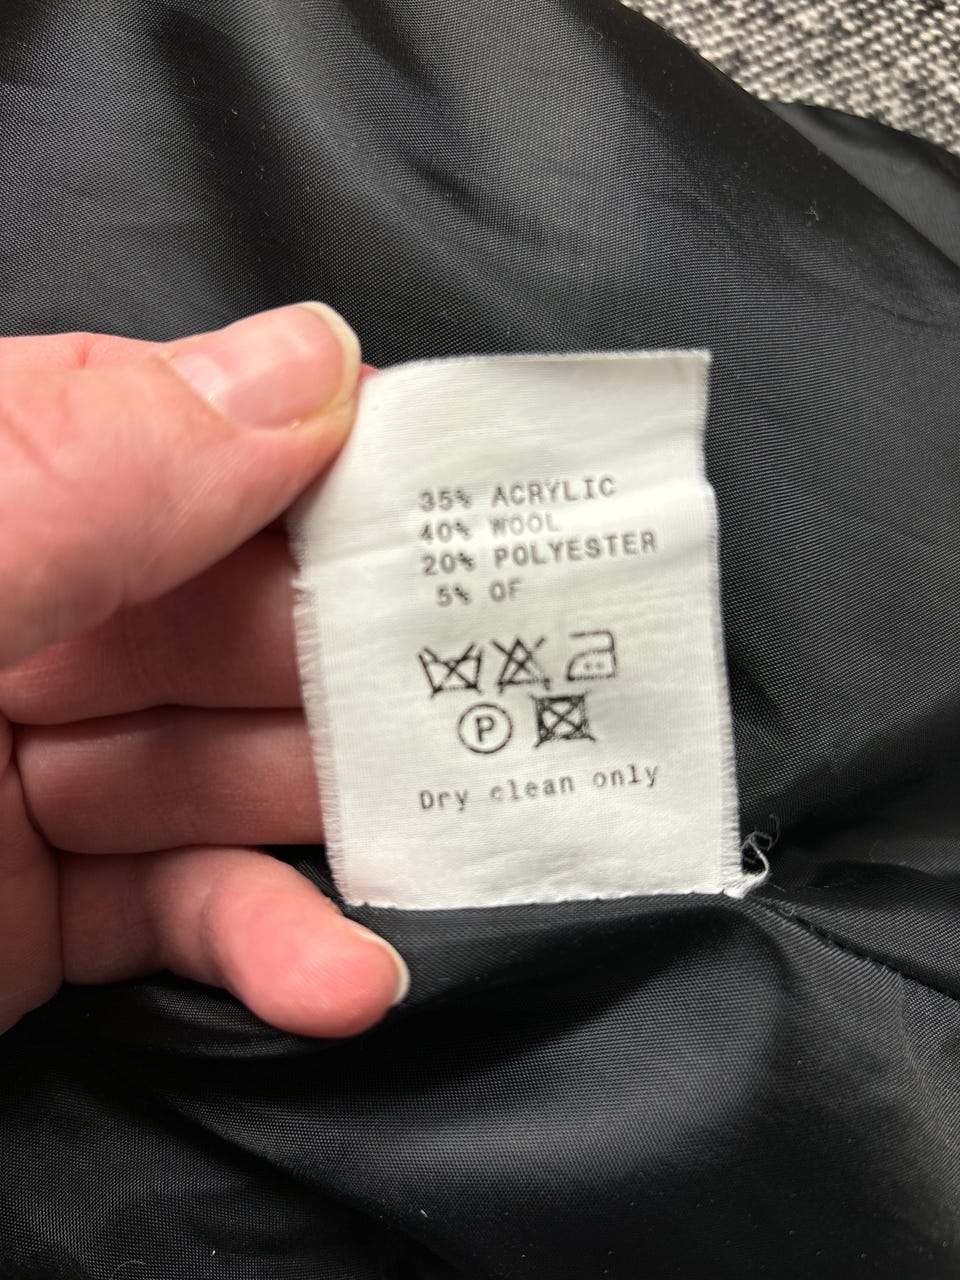 35% ACRYLIC
40% WOOL
20% POLYESTER
5% OF
P
Dry clean only